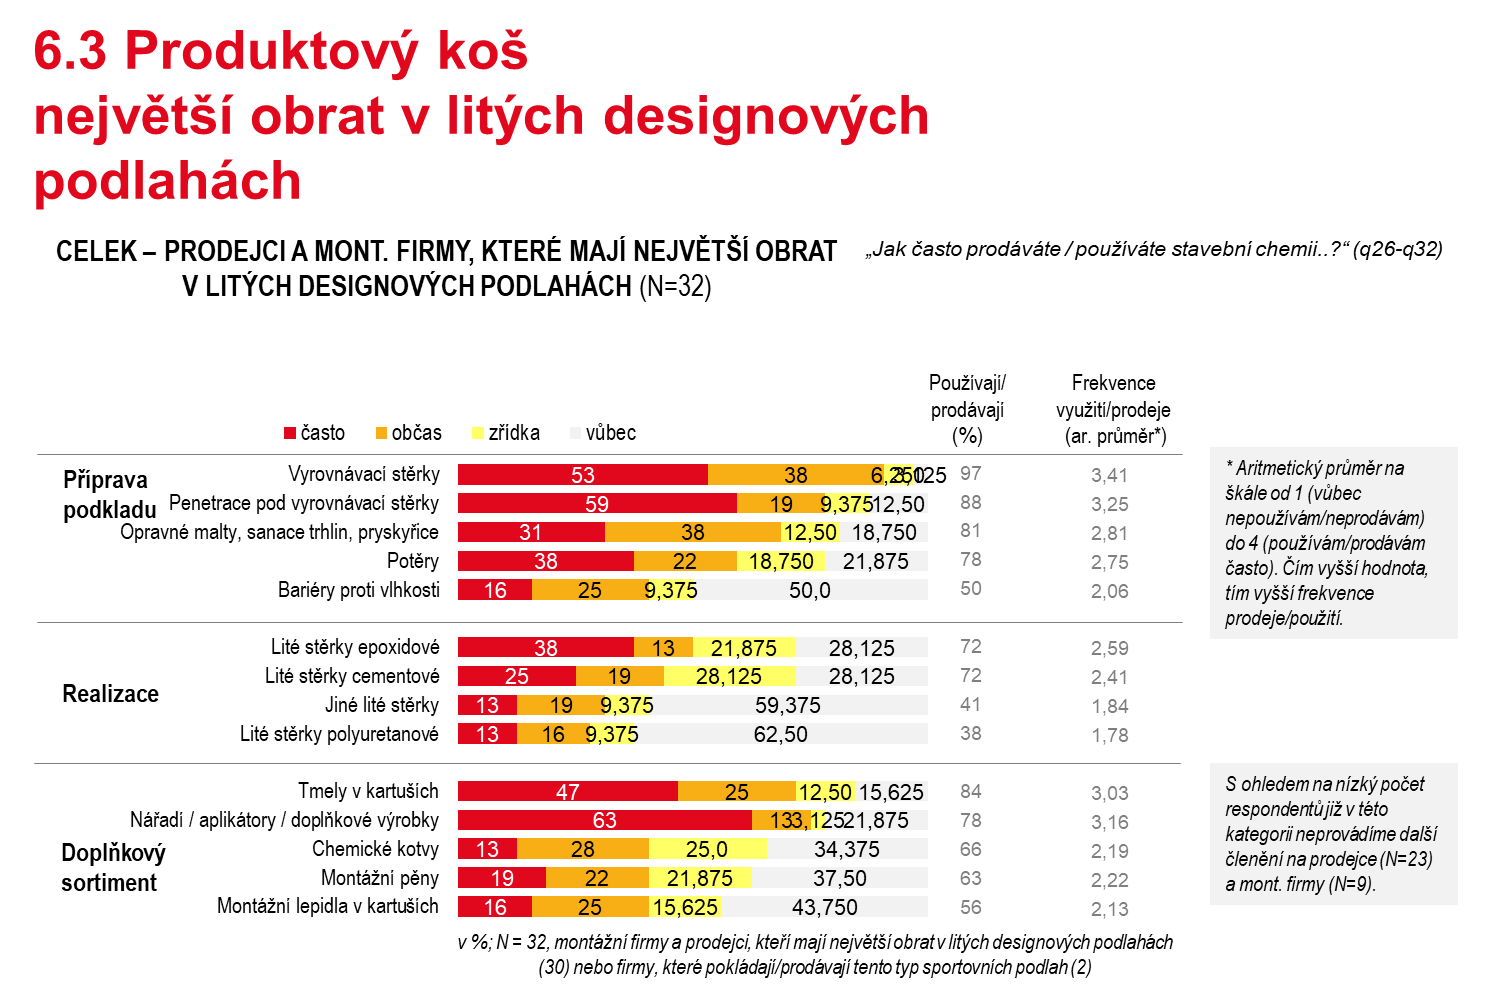 6.3 Produktový koš
největší obrat v litých designových
podlahách
CELEK – PRODEJCI A MONT. FIRMY, KTERÉ MAJÍ NEJVĚTŠÍ OBRAT
V LITÝCH DESIGNOVÝCH PODLAHÁCH (N=32)
„Jak často prodáváte / používáte stavební chemii..?“ (q26-q32)
Používají/
prodávají
(%)
Frekvence
využití/prodeje
(ar. průměr*)
často občas zřídka vůbec
Příprava
podkladu
Vyrovnávací stěrky 53 38 6,250 3,125 97 3,41
Penetrace pod vyrovnávací stěrky 59 19 9,375 12,50 88 3,25
Opravné malty, sanace trhlin, pryskyřice 31 38 12,50 18,750 81 2,81
Potěry 38 22 18,750 21,875 78 2,75
Bariéry proti vlhkosti 16 25 9,375 50,0 50 2,06
Realizace
Lité stěrky epoxidové 38 13 21,875 28,125 72 2,59
Lité stěrky cementové 25 19 28,125 28,125 72 2,41
Jiné lité stěrky 13 19 9,375 59,375 41 1,84
Lité stěrky polyuretanové 13 16 9,375 62,50 38 1,78
Doplňkový
sortiment
Tmely v kartuších 47 25 12,50 15,625 84 3,03
Nářadí / aplikátory / doplňkové výrobky 63 13 3,125 21,875 78 3,16
Chemické kotvy 13 28 25,0 34,375 66 2,19
Montážní pěny 19 22 21,875 37,50 63 2,22
Montážní lepidla v kartuších 16 25 15,625 43,750 56 2,13
* Aritmetický průměr na
škále od 1 (vůbec
nepoužívám/neprodávám)
do 4 (používám/prodávám
často). Čím vyšší hodnota,
tím vyšší frekvence
prodeje/použití.
S ohledem na nízký počet
respondentů již v této
kategorii neprovádíme další
členění na prodejce (N=23)
a mont. firmy (N=9).
v %; N = 32, montážní firmy a prodejci, kteří mají největší obrat v litých designových podlahách
(30) nebo firmy, které pokládají/prodávají tento typ sportovních podlah (2)